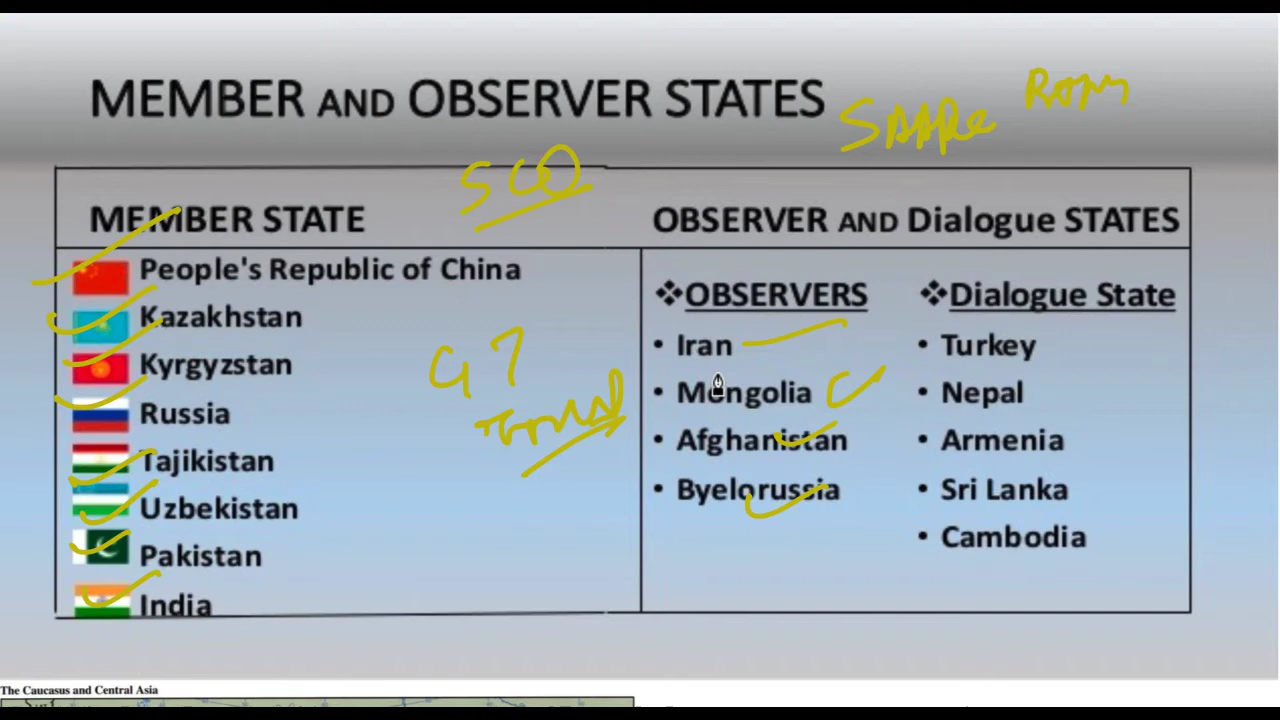 MEMBER AND OBSERVER STATES
SAARC
SCO
MEMBER STATE
OBSERVER AND Dialogue STATES
People's Republic of China
Kazakhstan
Kyrgyzstan
Russia
Tajikistan
Uzbekistan
Pakistan
India
G7
❖OBSERVERS
• Iran
• Mongolia
• Afghanistan
• Byelorussia
❖Dialogue State
• Turkey
• Nepal
• Armenia
• Sri Lanka
• Cambodia
The Caucasus and Central Asia